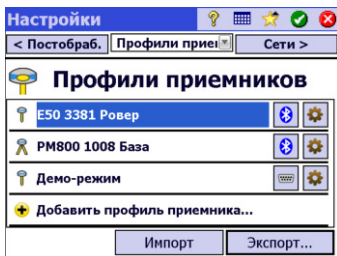 Настройки
< Постобраб. Профили прием Сети >
Профили приемников
E50 3381 Ровер
PM800 1008 База
Демо-режим
Добавить профиль приемника...
Импорт Экспорт...